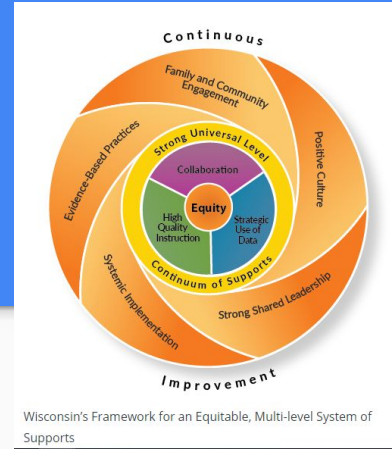 Continuous
Family and Community
Engagement
Positive Culture
Strong Shared Leadership
Systemic Implementation
Evidence-Based Practices
Strong Universal Level
Collaboration
Equity
High
Quality
Instruction
Strategic
Use of
Data
Continuum of Supports
Improvement
Wisconsin's Framework for an Equitable, Multi-level System of
Supports